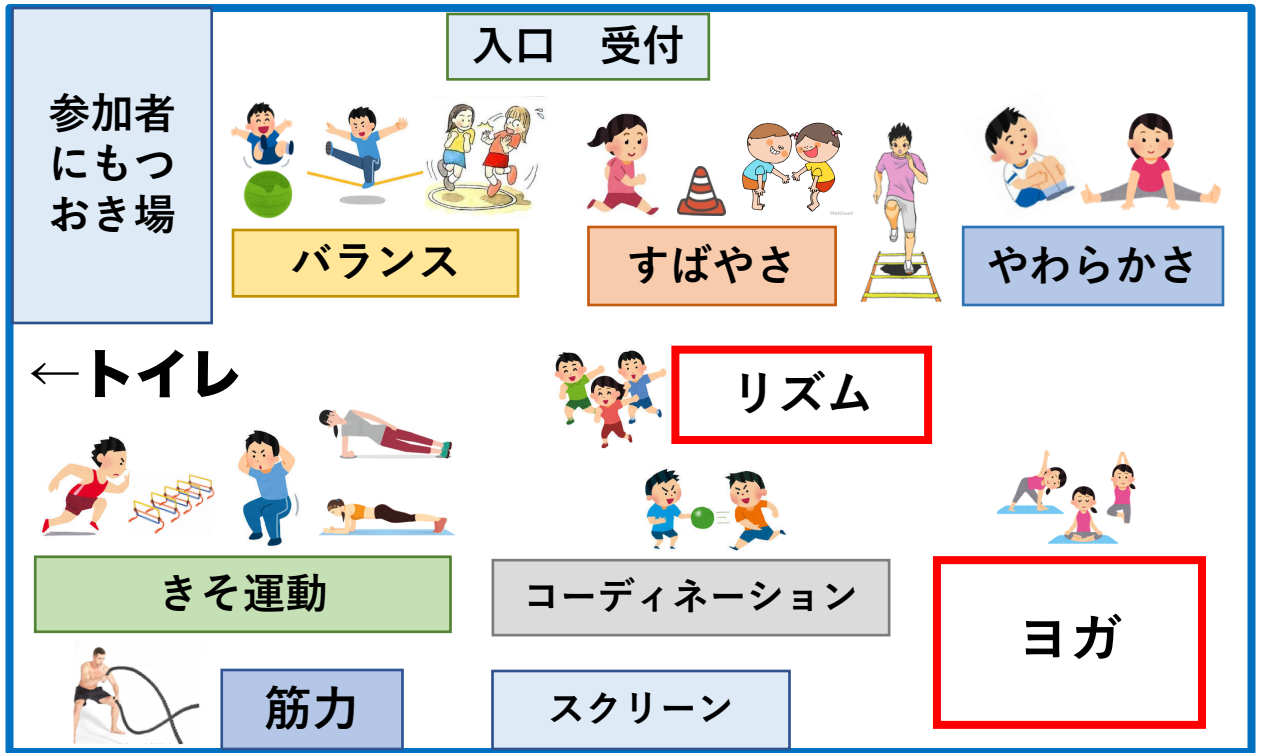 入口　受付
参加者
にもつ
おき場
バランス
すばやさ
やわらかさ
←トイレ
リズム
きそ運動
コーディネーション
ヨガ
筋力
スクリーン